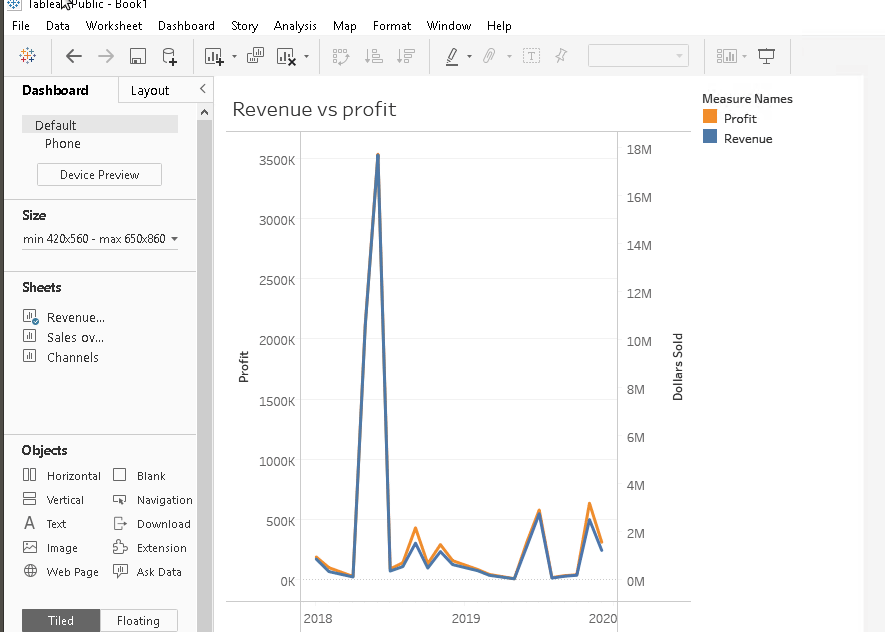 Tableau Public - Book1
File Data Worksheet Dashboard Story Analysis Map Format Window Help
Dashboard Layout
Default
Phone
Device Preview
Size
min 420x560 - max 650x860
Sheets
Revenue...
Sales ov...
Channels
Objects
Horizontal Blank
Vertical Navigation
Text Download
Image Extension
Web Page Ask Data
Tiled Floating
Revenue vs profit
Profit
3500K
3000K
2500K
2000K
1500K
1000K
500K
0K
18M
16M
14M
12M
10M
8M
6M
4M
2M
0M
Dollars Sold
2018 2019 2020
Measure Names
Profit
Revenue